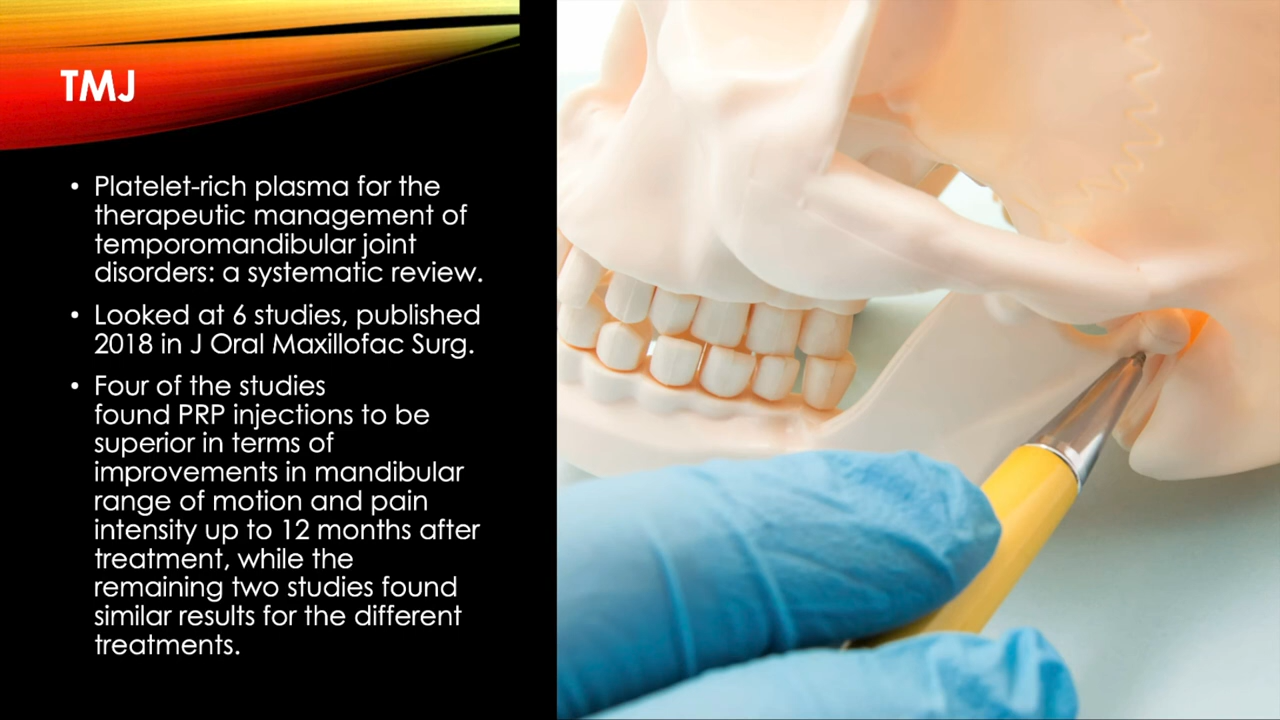 TMJ
• Platelet-rich plasma for the
therapeutic management of
temporomandibular joint
disorders: a systematic review.
• Looked at 6 studies, published
2018 in J Oral Maxillofac Surg.
• Four of the studies
found PRP injections to be
superior in terms of
improvements in mandibular
range of motion and pain
intensity up to 12 months after
treatment, while the
remaining two studies found
similar results for the different
treatments.